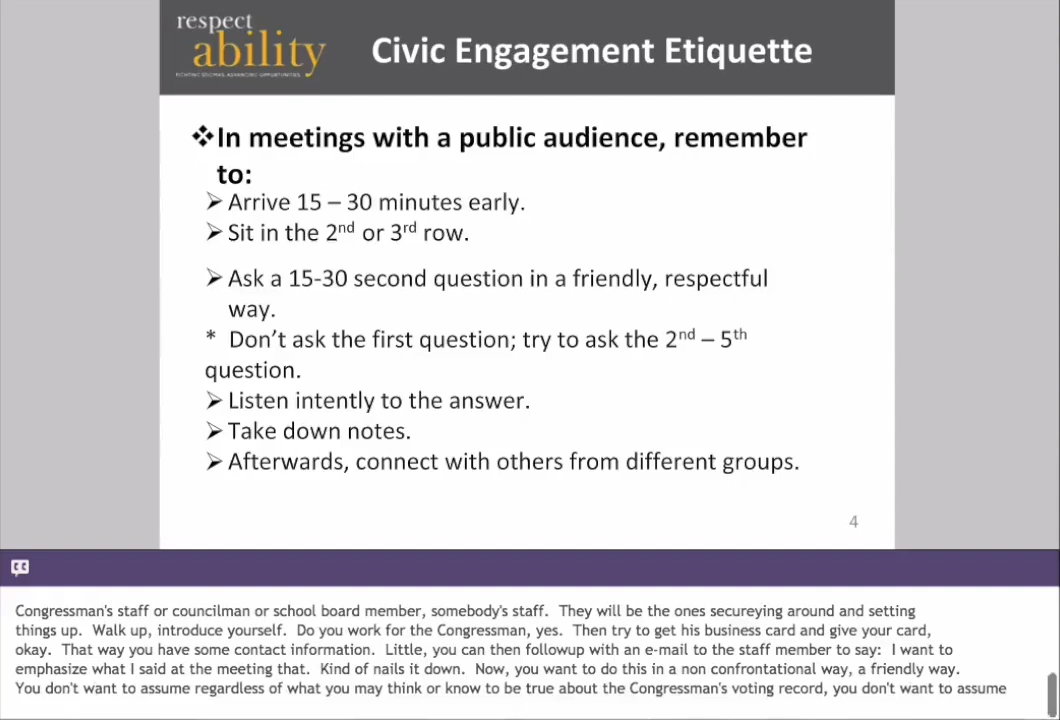 respect
ability
Civic Engagement Etiquette
❖In meetings with a public audience, remember
to:
➢ Arrive 15 – 30 minutes early.
➢ Sit in the 2nd or 3rd row.
➢ Ask a 15-30 second question in a friendly, respectful
way.
* Don't ask the first question; try to ask the 2nd – 5th
question.
➢ Listen intently to the answer.
➢ Take down notes.
➢ Afterwards, connect with others from different groups.
4
Congressman's staff or councilman or school board member, somebody's staff. They will be the ones secureying around and setting
things up. Walk up, introduce yourself. Do you work for the Congressman, yes. Then try to get his business card and give your card,
okay. That way you have some contact information. Little, you can then followup with an e-mail to the staff member to say: I want to
emphasize what I said at the meeting that. Kind of nails it down. Now, you want to do this in a non confrontational way, a friendly way.
You don't want to assume regardless of what you may think or know to be true about the Congressman's voting record, you don't want to assume